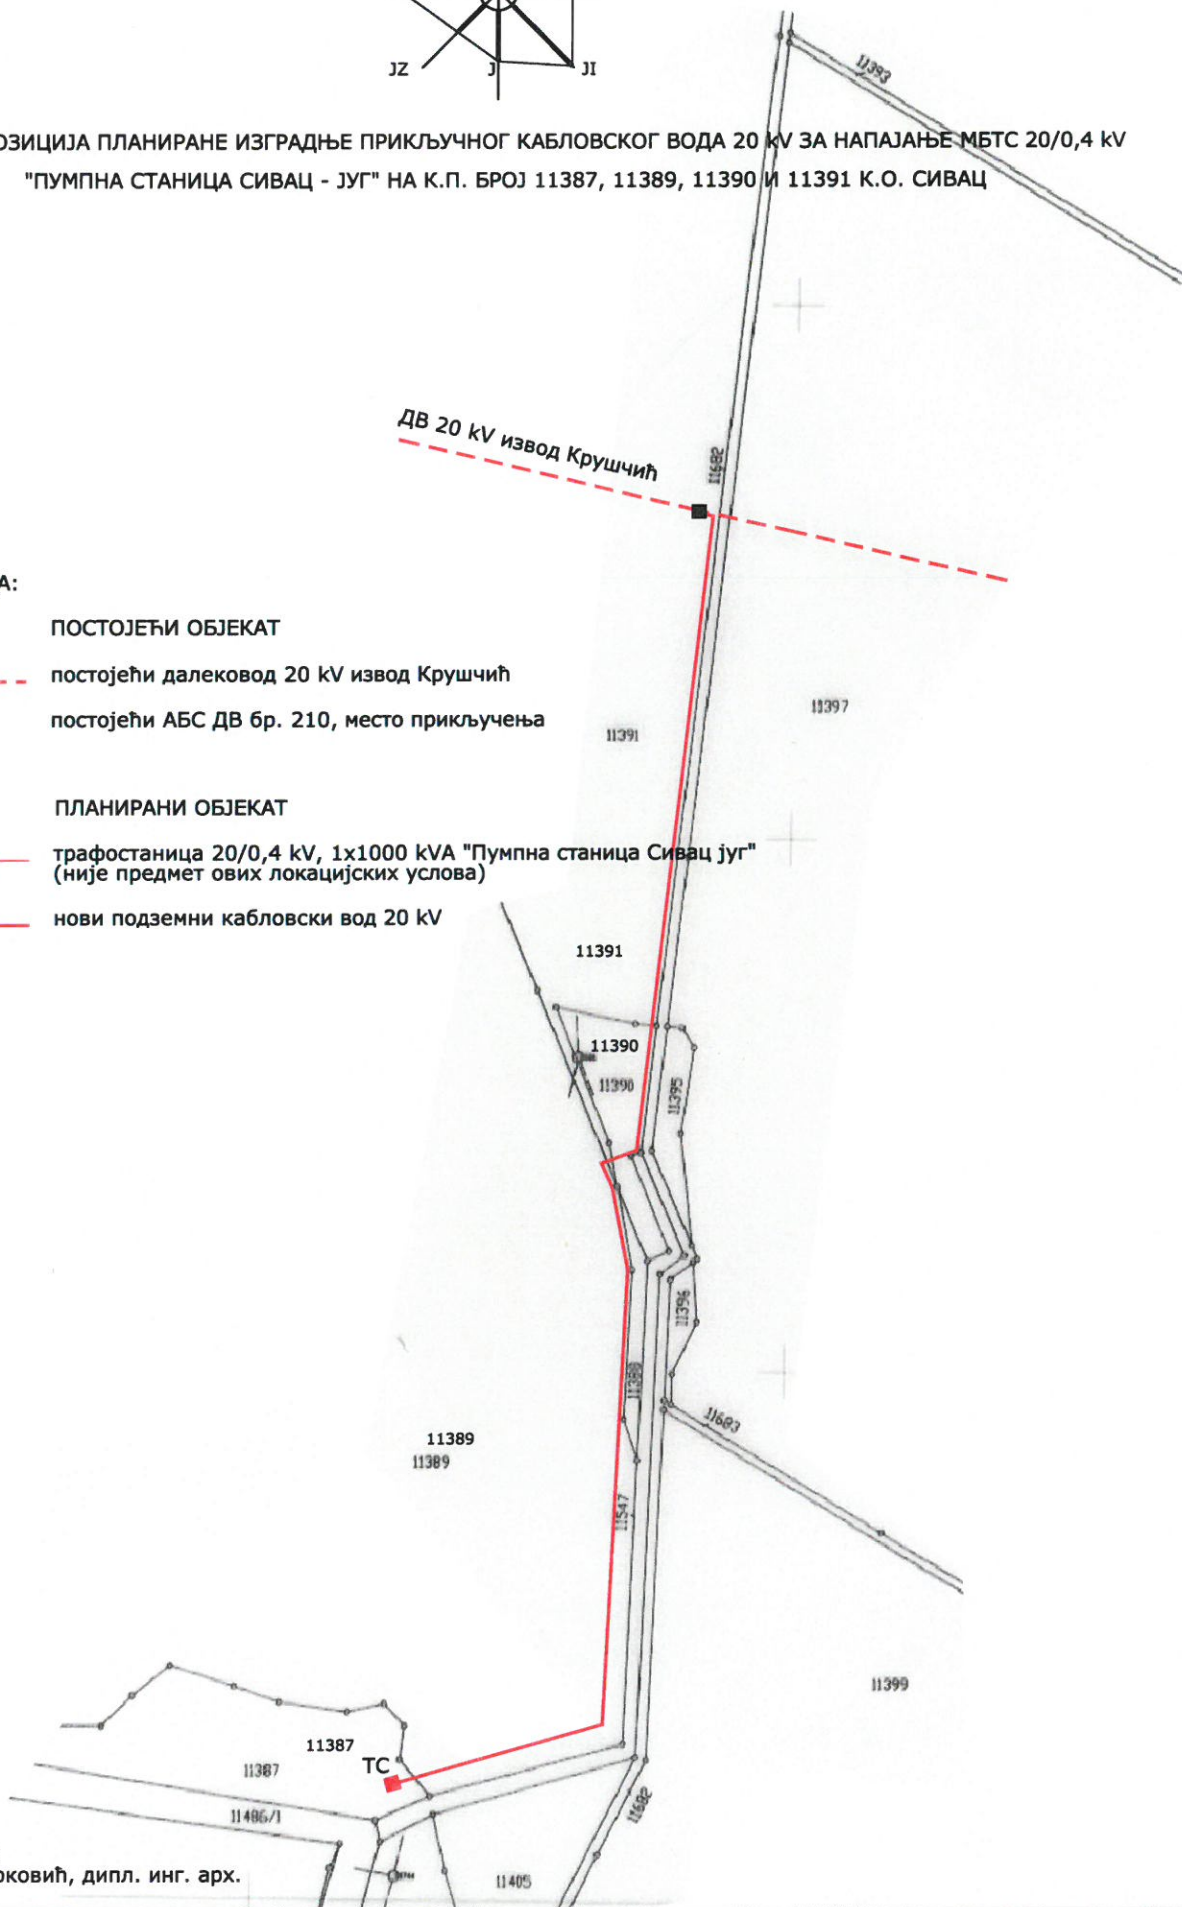 JZ
J
JI
11393
ОЗИЦИЈА ПЛАНИРАНЕ ИЗГРАДЊЕ ПРИКЉУЧНОГ КАБЛОВСКОГ ВОДА 20 kV ЗА НАПАЈАЊЕ МБТС 20/0,4 kV
"ПУМПНА СТАНИЦА СИВАЦ - ЈУГ" НА К.П. БРОЈ 11387, 11389, 11390 И 11391 К.О. СИВАЦ
ДВ 20 kV извод Крушчић
11682
А:
ПОСТОЈЕЋИ ОБЈЕКАТ
постојећи далековод 20 kV извод Крушчић
постојећи АБС ДВ бр. 210, место прикључења
11397
11391
ПЛАНИРАНИ ОБЈЕКАТ
трафостаница 20/0,4 kV, 1x1000 kVA "Пумпна станица Сивац југ"
(није предмет ових локацијских услова)
нови подземни кабловски вод 20 kV
11391
11390
11390
11395
11396
11388
11683
11389
11389
11547
11399
11387
11387
ТС
11486/1
11682
рковић, дипл. инг. арх.
11405